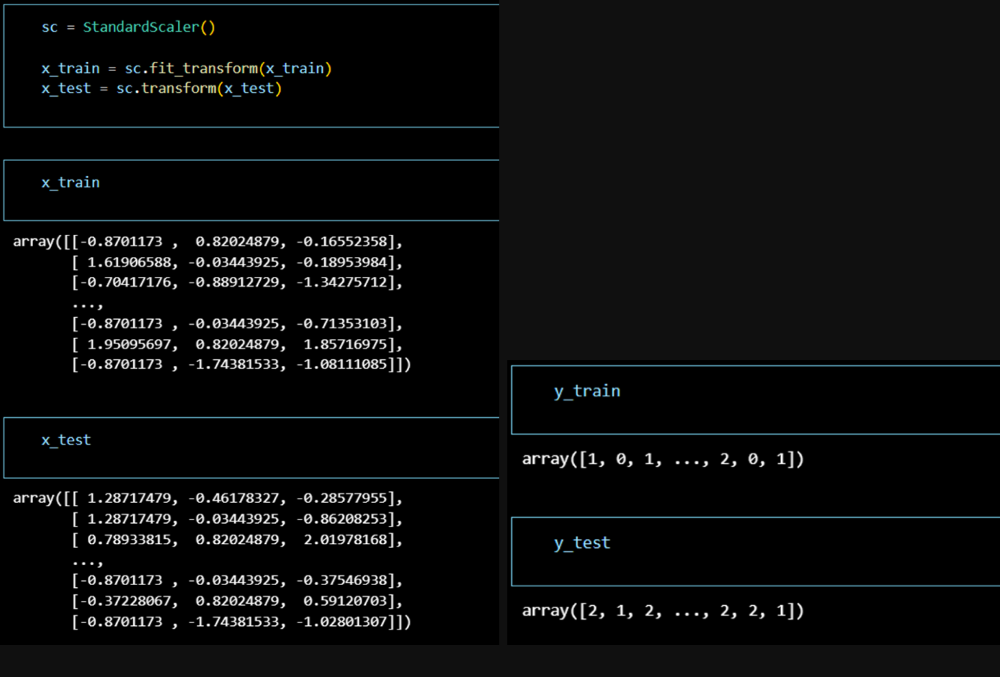 sc = StandardScaler()
x_train = sc.fit_transform(x_train)
x_test = sc.transform(x_test)
x_train
array([[-0.8701173 ,  0.82024879, -0.16552358],
       [ 1.61906588, -0.03443925, -0.18953984],
       [-0.70417176, -0.88912729, -1.34275712],
       ...,
       [-0.8701173 , -0.03443925, -0.71353103],
       [ 1.95095697,  0.82024879,  1.85716975],
       [-0.8701173 , -1.74381533, -1.08111085]])
x_test
array([[ 1.28717479, -0.46178327, -0.28577955],
       [ 1.28717479, -0.03443925, -0.86208253],
       [ 0.78933815,  0.82024879,  2.01978168],
       ...,
       [-0.8701173 , -0.03443925, -0.37546938],
       [-0.37228067,  0.82024879,  0.59120703],
       [-0.8701173 , -1.74381533, -1.02801307]])
y_train
array([1, 0, 1, ..., 2, 0, 1])
y_test
array([2, 1, 2, ..., 2, 2, 1])